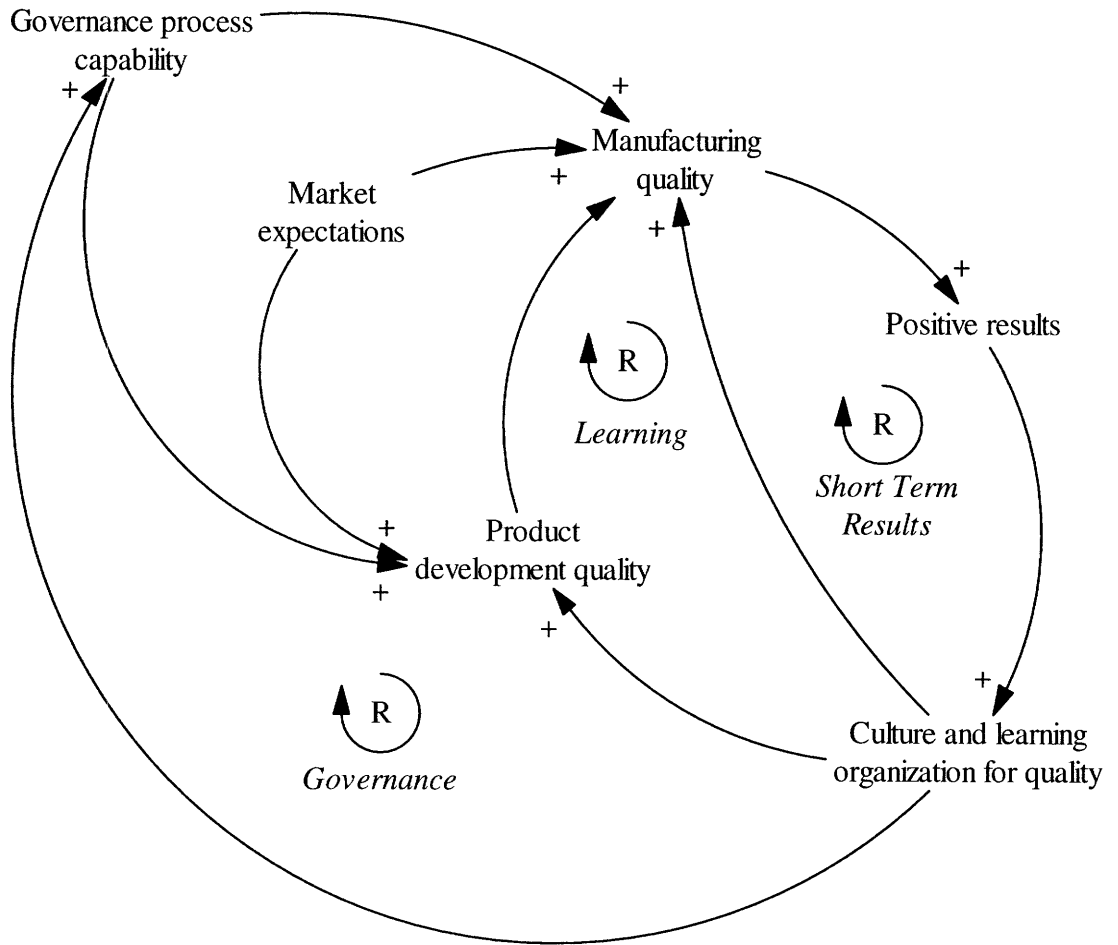 Governance process
capability
+
+
Manufacturing
quality
+
+
Market
expectations
+
Positive results
R
Learning
R
Short Term
Results
+
Product
development quality
+
+
+
R
Governance
Culture and learning
organization for quality